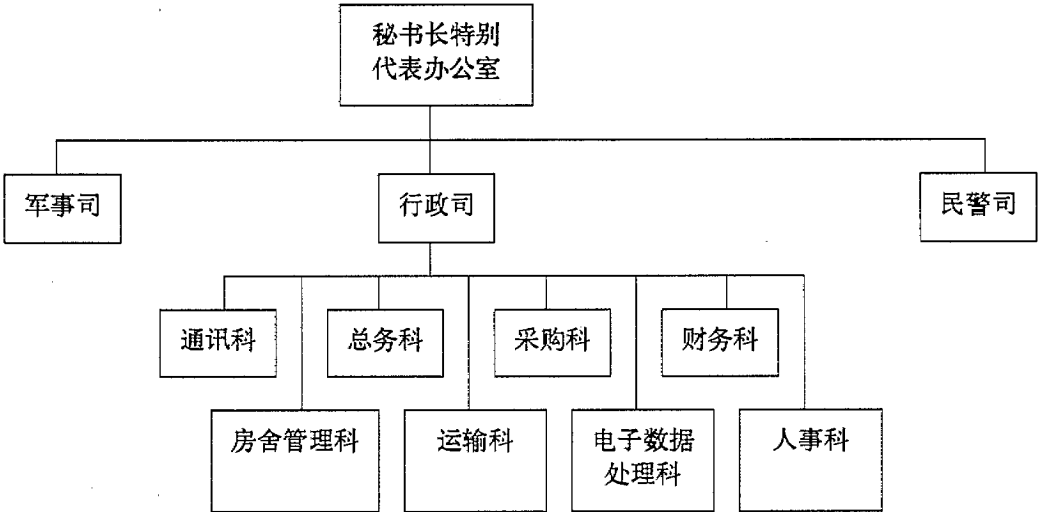 秘书长特别
代表办公室
军事司
行政司
民警司
通讯科
总务科
采购科
财务科
房舍管理科
运输科
电子数据
处理科
人事科